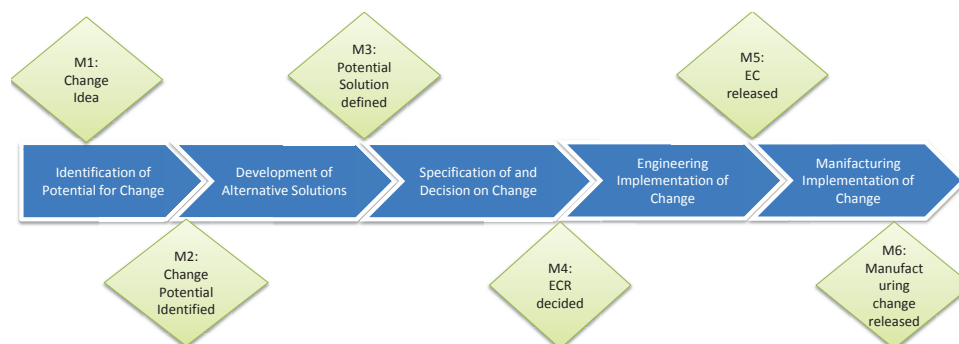 M1:
Change
Idea
M3:
Potential
Solution
defined
M5:
EC
released
Identification of
Potential for Change
Development of
Alternative Solutions
Specification of and
Decision on Change
Engineering
Implementation of
Change
Manifacturing
Implementation of
Change
M2:
Change
Potential
Identified
M4:
ECR
decided
M6:
Manufact
uring
change
released